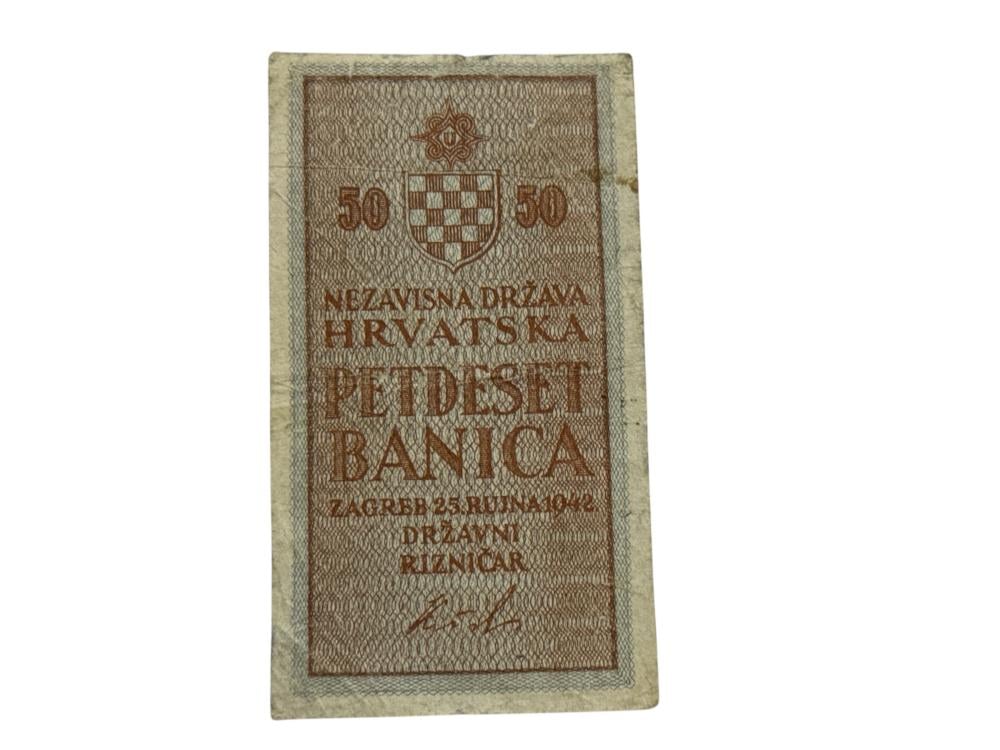 U
50 50
NEZAVISNA DRŽAVA
HRVATSKA
PETDESET
BANICA
ZAGREB 25. RUJNA 1942
DRŽAVNI
RIZNIČAR